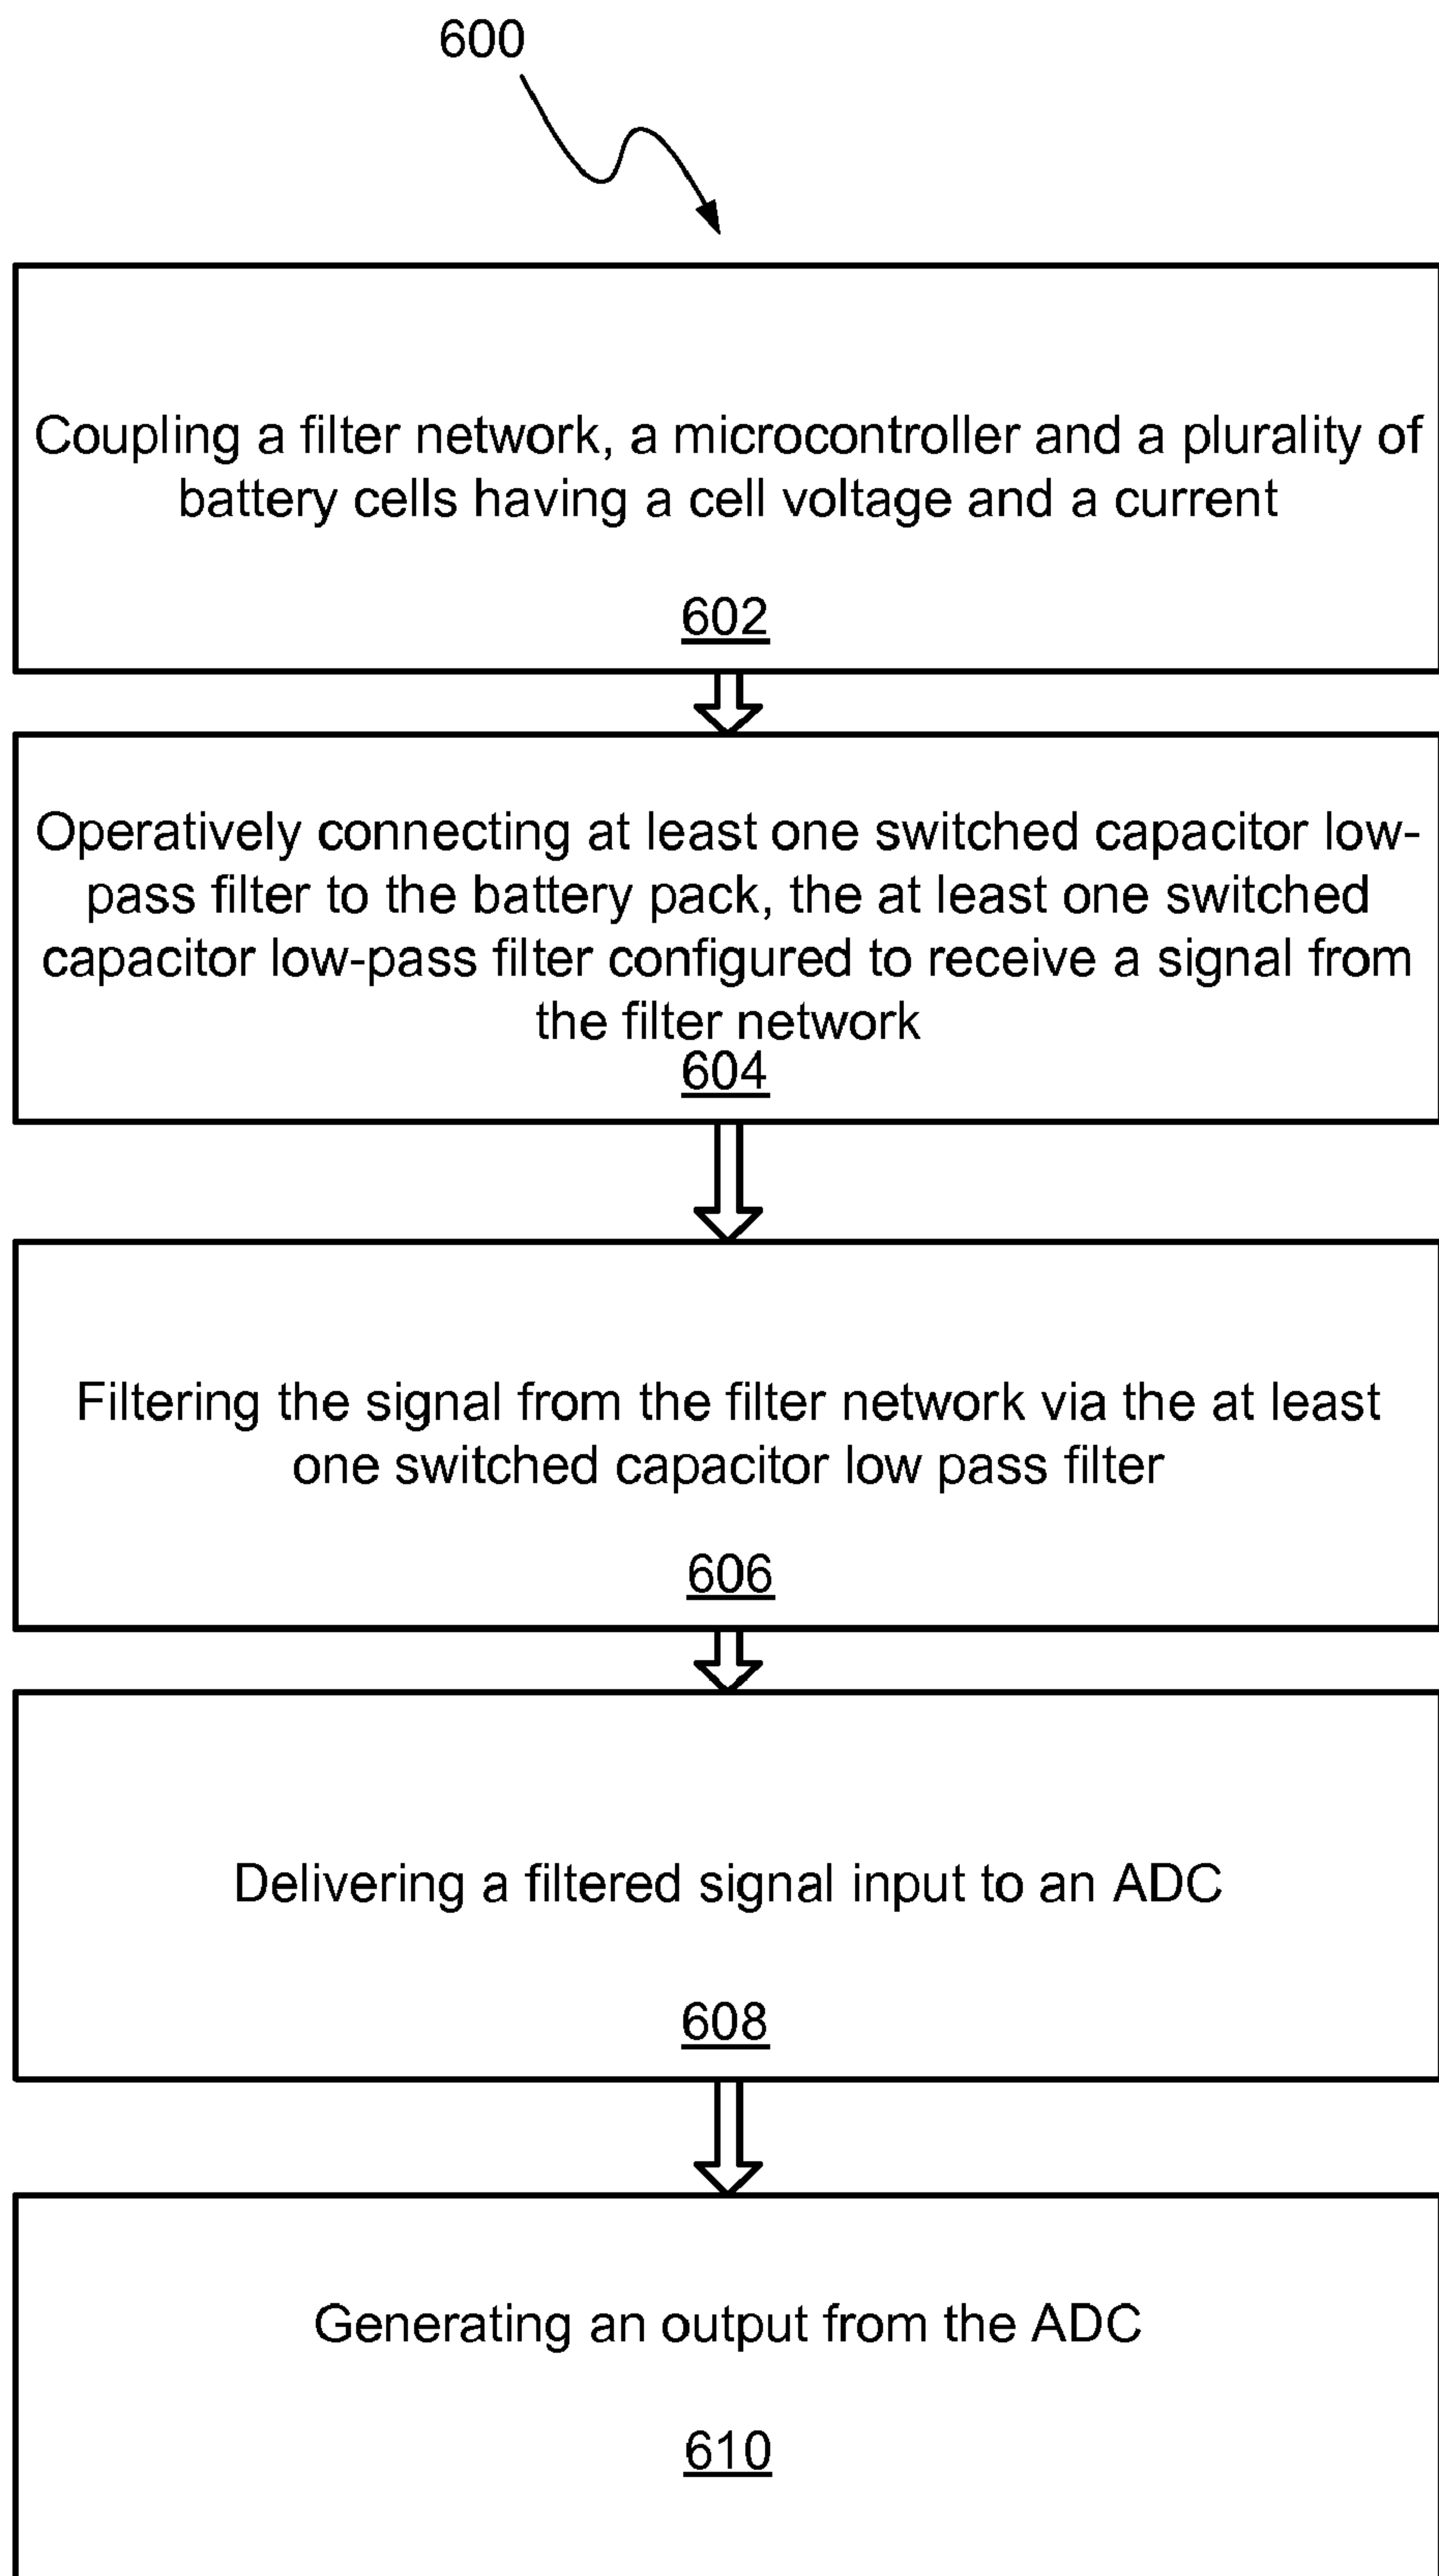 600
Coupling a filter network, a microcontroller and a plurality of
battery cells having a cell voltage and a current
602
Operatively connecting at least one switched capacitor low-
pass filter to the battery pack, the at least one switched
capacitor low-pass filter configured to receive a signal from
the filter network
604
Filtering the signal from the filter network via the at least
one switched capacitor low pass filter
606
Delivering a filtered signal input to an ADC
608
Generating an output from the ADC
610